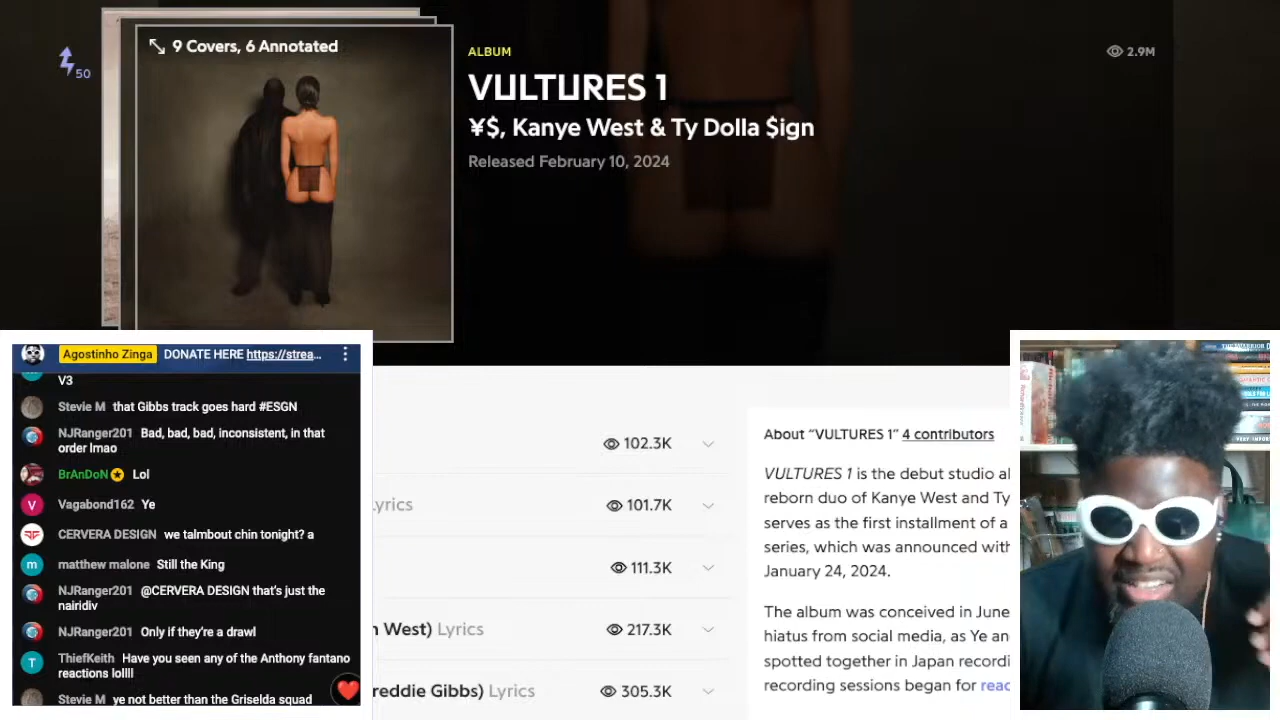 50
9 Covers, 6 Annotated
ALBUM
2.9M
VULTURES 1
¥$, Kanye West & Ty Dolla $ign
Released February 10, 2024
Agostinho Zinga DONATE HERE https://strea...
V3
Stevie M that Gibbs track goes hard #ESGN
NJRanger201 Bad, bad, bad, inconsistent, in that
order lmao
BrAnDoN Lol
Vagabond162 Ye
CERVERA DESIGN we talmbout chin tonight? a
matthew malone Still the King
NJRanger201 @CERVERA DESIGN that's just the
nairidiv
NJRanger201 Only if they're a drawl
ThiefKeith Have you seen any of the Anthony fantano
reactions lollll
Stevie M ye not better than the Griselda squad
102.3K
Lyrics 101.7K
111.3K
n West) Lyrics 217.3K
reddie Gibbs) Lyrics 305.3K
About “VULTURES 1” 4 contributors
VULTURES 1 is the debut studio al
reborn duo of Kanye West and Ty
serves as the first installment of a
series, which was announced with
January 24, 2024.
The album was conceived in June
hiatus from social media, as Ye an
spotted together in Japan recordi
recording sessions began for reac
THE WARRIOR